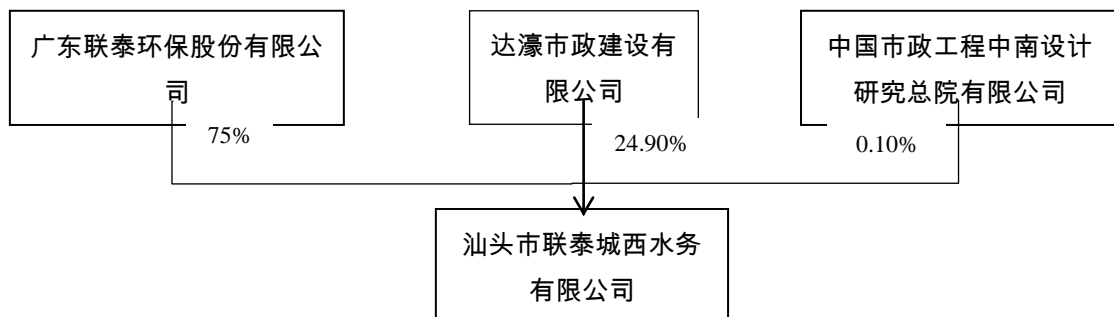 广东联泰环保股份有限公
司
达濠市政建设有
限公司
中国市政工程中南设计
研究总院有限公司
75%
24.90%
0.10%
汕头市联泰城西水务
有限公司